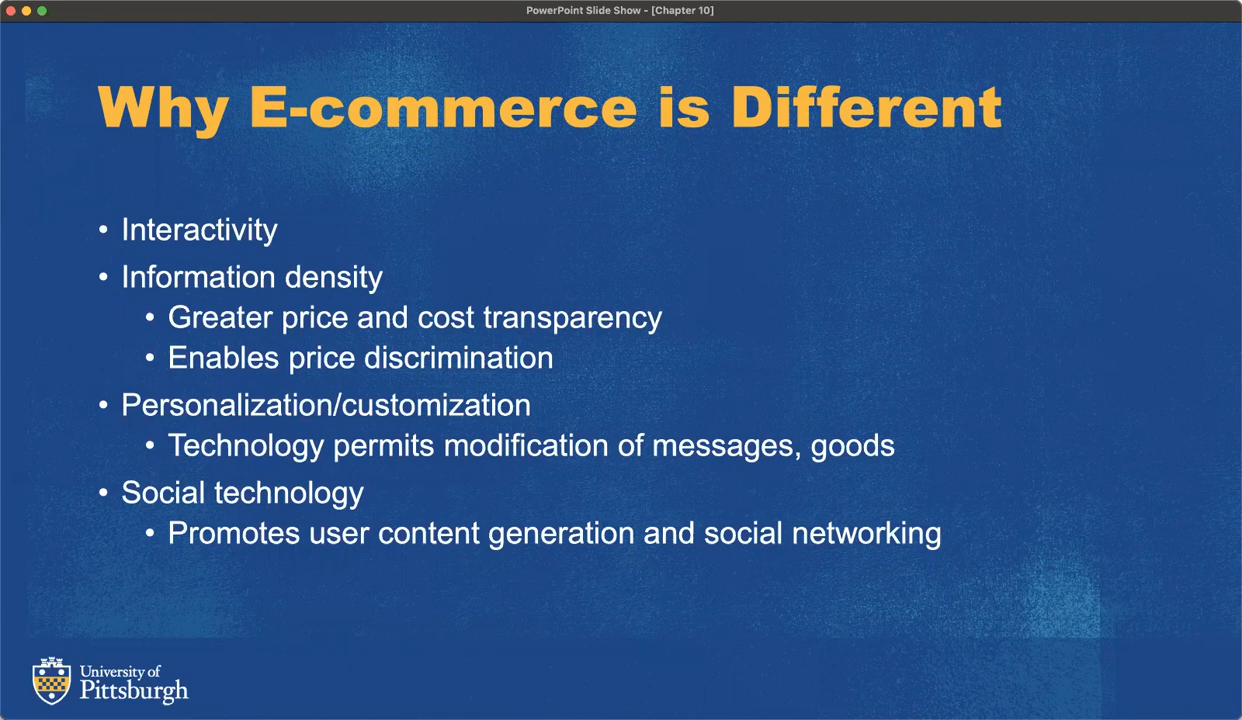 PowerPoint Slide Show - [Chapter 10]
Why E-commerce is Different
• Interactivity
• Information density
• Greater price and cost transparency
• Enables price discrimination
• Personalization/customization
• Technology permits modification of messages, goods
• Social technology
• Promotes user content generation and social networking
University of
Pittsburgh